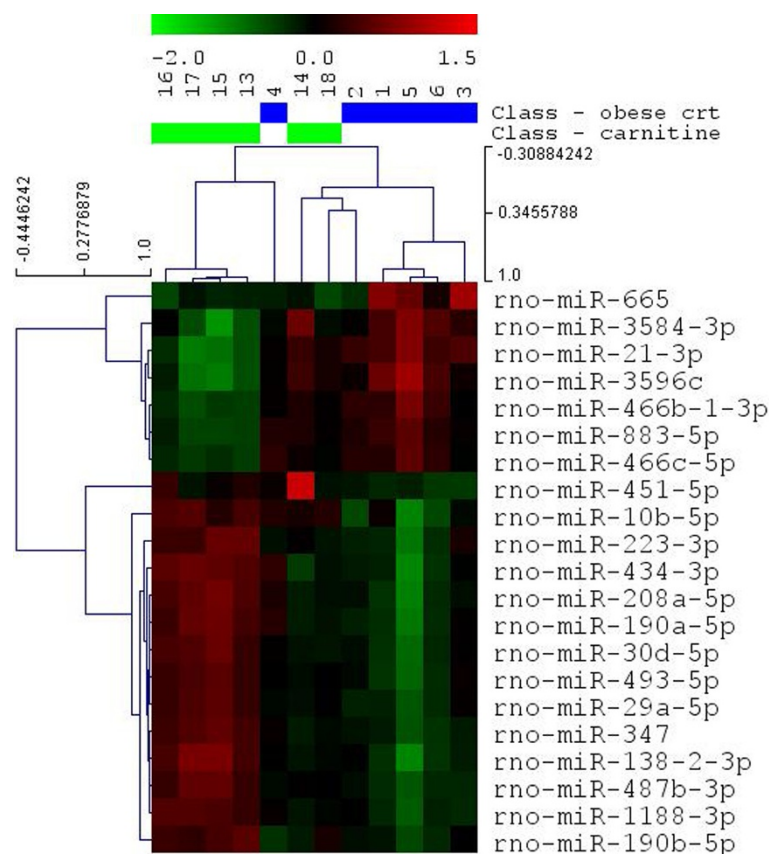 -2.0 0.0 1.5
16 17 15 13 4 14 18 2 1 5 6 3
Class - obese crt
Class - carnitine
-0.30884242
0.3455788
1.0
-0.4446242
0.2776879
1.0
rno-miR-665
rno-miR-3584-3p
rno-miR-21-3p
rno-miR-3596c
rno-miR-466b-1-3p
rno-miR-883-5p
rno-miR-466c-5p
rno-miR-451-5p
rno-miR-10b-5p
rno-miR-223-3p
rno-miR-434-3p
rno-miR-208a-5p
rno-miR-190a-5p
rno-miR-30d-5p
rno-miR-493-5p
rno-miR-29a-5p
rno-miR-347
rno-miR-138-2-3p
rno-miR-487b-3p
rno-miR-1188-3p
rno-miR-190b-5p